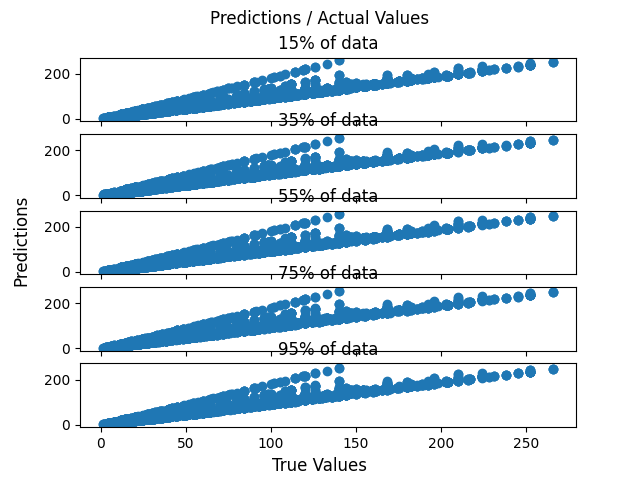 Predictions / Actual Values
15% of data
200
0
35% of data
200
0
55% of data
200
0
75% of data
200
0
95% of data
200
0
0 50 100 150 200 250
True Values
Predictions